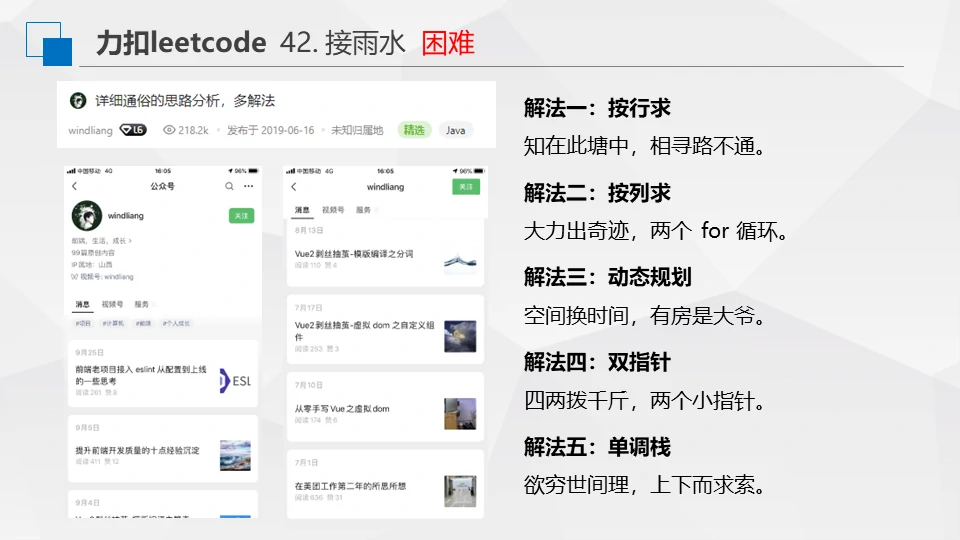 力扣leetcode 42. 接雨水 困难
详细通俗的思路分析，多解法
windliang L6 218.2k 发布于 2019-06-16 未知归属地 精选 Java
中国移动 4G 16:05 96%
公众号
windliang 关注
前端，生活，成长 >
99篇原创内容
IP属地：山西
视频号: windliang
消息 视频号 服务
#项目 #计算机 #前端 #个人成长
9月25日
前端老项目接入 eslint 从配置到上线
的一些思考
阅读 261 赞 8
ESL
9月5日
提升前端开发质量的十点经验沉淀
阅读 411 赞 12
9月4日
中国移动 4G 16:05 96%
windliang 关注
消息 视频号 服务
8月13日
Vue2剥丝抽茧-模版编译之分词
阅读 110 赞 4
7月17日
Vue2剥丝抽茧-虚拟 dom 之自定义组
件
阅读 253 赞 3
7月10日
从零手写 Vue 之虚拟dom
阅读 174 赞 6
7月1日
在美团工作第二年的所思所想
阅读 636 赞 31
解法一：按行求
知在此塘中，相寻路不通。
解法二：按列求
大力出奇迹，两个 for 循环。
解法三：动态规划
空间换时间，有房是大爷。
解法四：双指针
四两拨千斤，两个小指针。
解法五：单调栈
欲穷世间理，上下而求索。